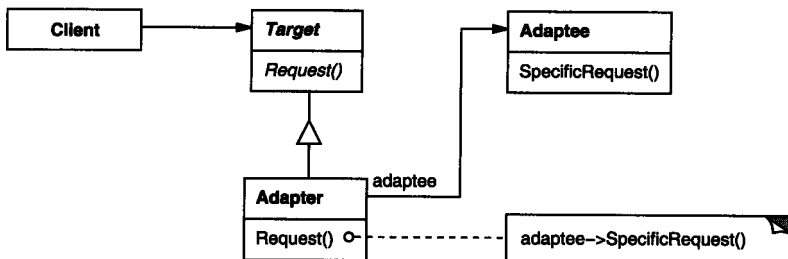 Client
Target
Request()
Adaptee
SpecificRequest()
adaptee
Adapter
Request()
adaptee->SpecificRequest()